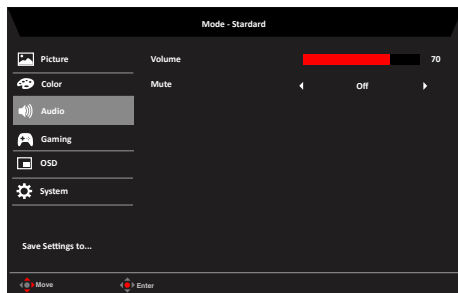 Mode - Stardard
Picture
Volume
70
Color
Mute
Off
Audio
Gaming
OSD
System
Save Settings to...
Move
Enter